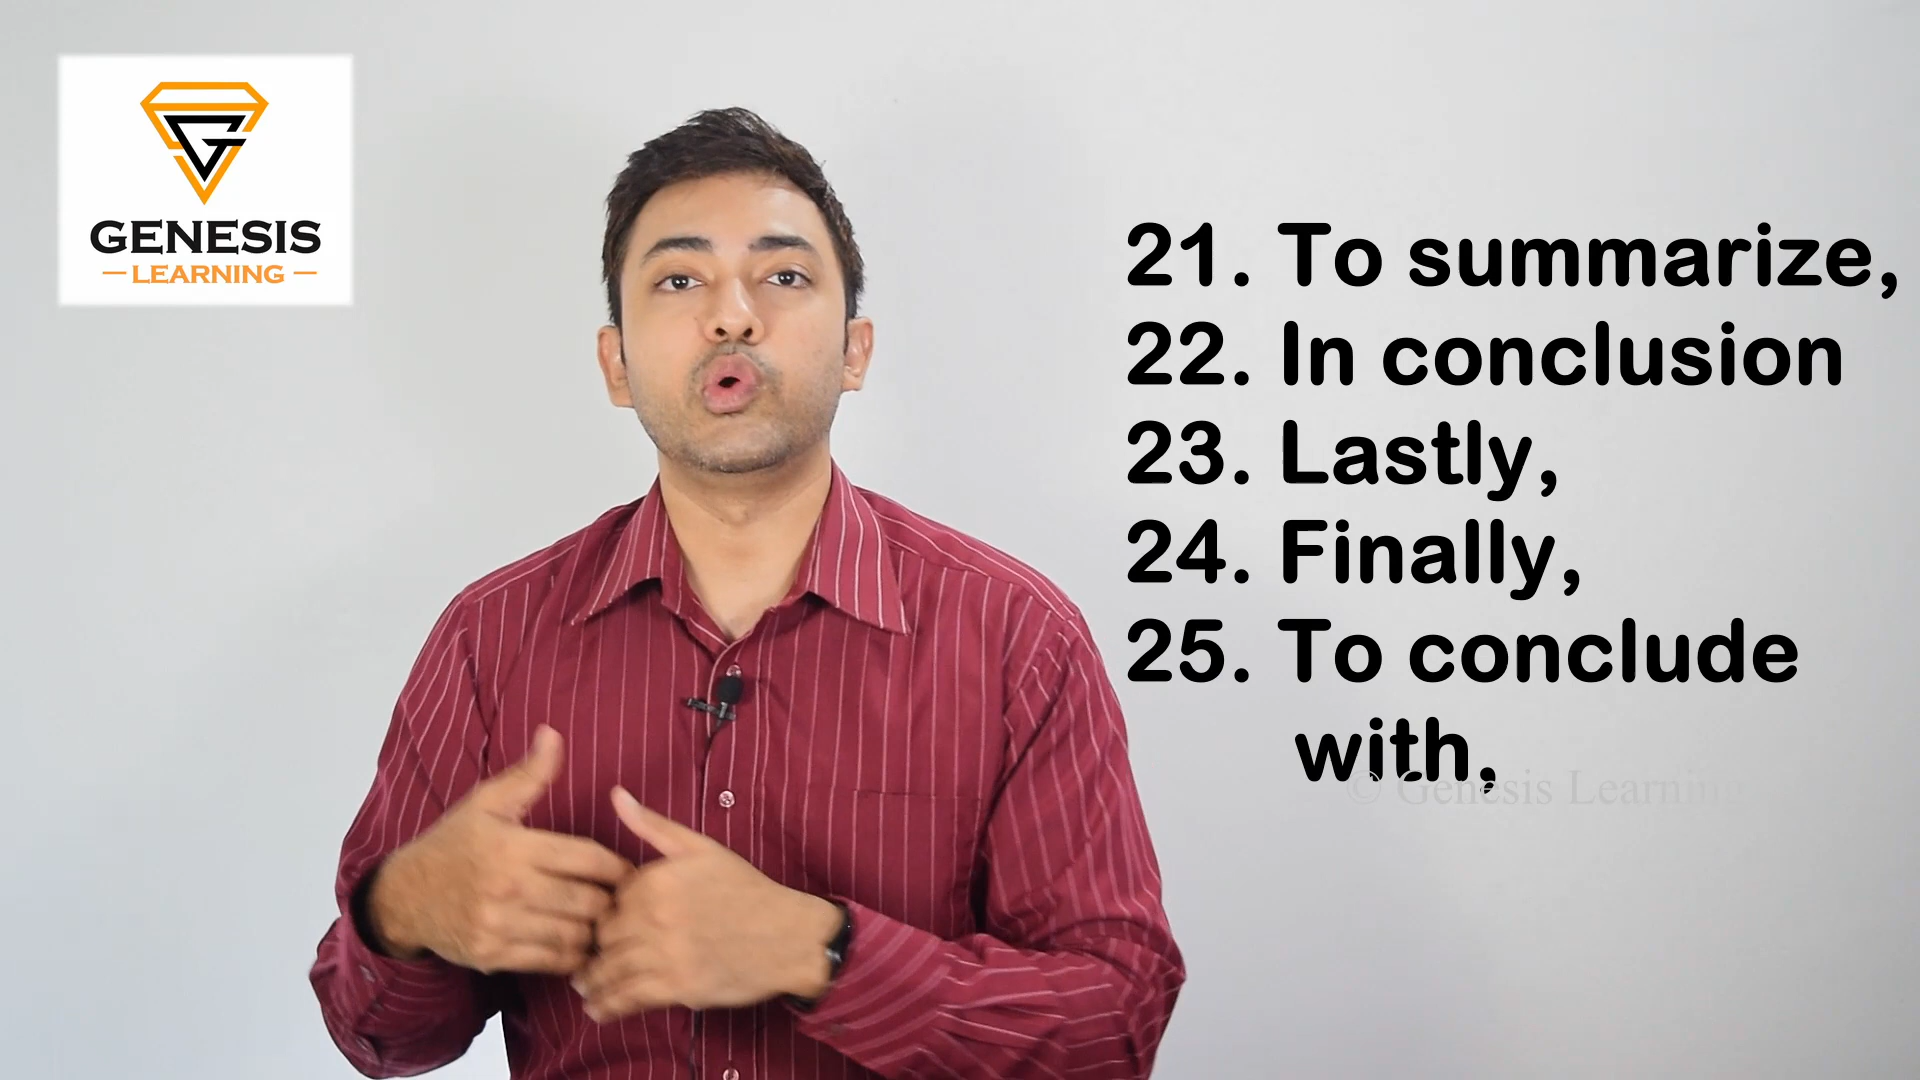 GENESIS
LEARNING
21. To summarize,
22. In conclusion
23. Lastly,
24. Finally,
25. To conclude
with,
© Genesis Learning